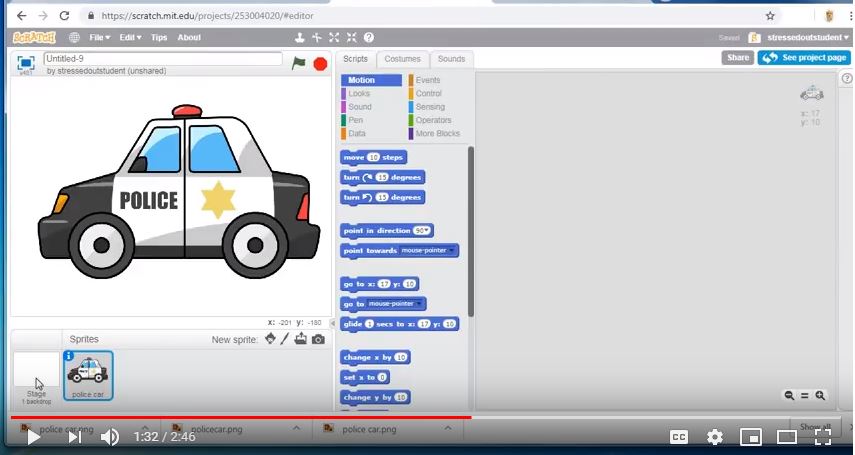 https://scratch.mit.edu/projects/253004020/#editor
SCRATCH File Edit Tips About Saved stressedoutstudent
Untitled-9
by stressedoutstudent (unshared)
v461
Scripts Costumes Sounds
Share See project page
Motion Events
Looks Control
Sound Sensing
Pen Operators
Data More Blocks
POLICE
x: 17
y: 10
move 10 steps
turn 15 degrees
turn 15 degrees
point in direction 90
point towards mouse-pointer
go to x: 17 y: 10
go to mouse-pointer
glide 1 secs to x: 17 y: 10
change x by 10
set x to 0
change y by 10
x: -201 y: -180
Sprites New sprite:
Stage
1 backdrop
police car
police car.png policecar.png police car.png Show all
1:32 / 2:46
CC